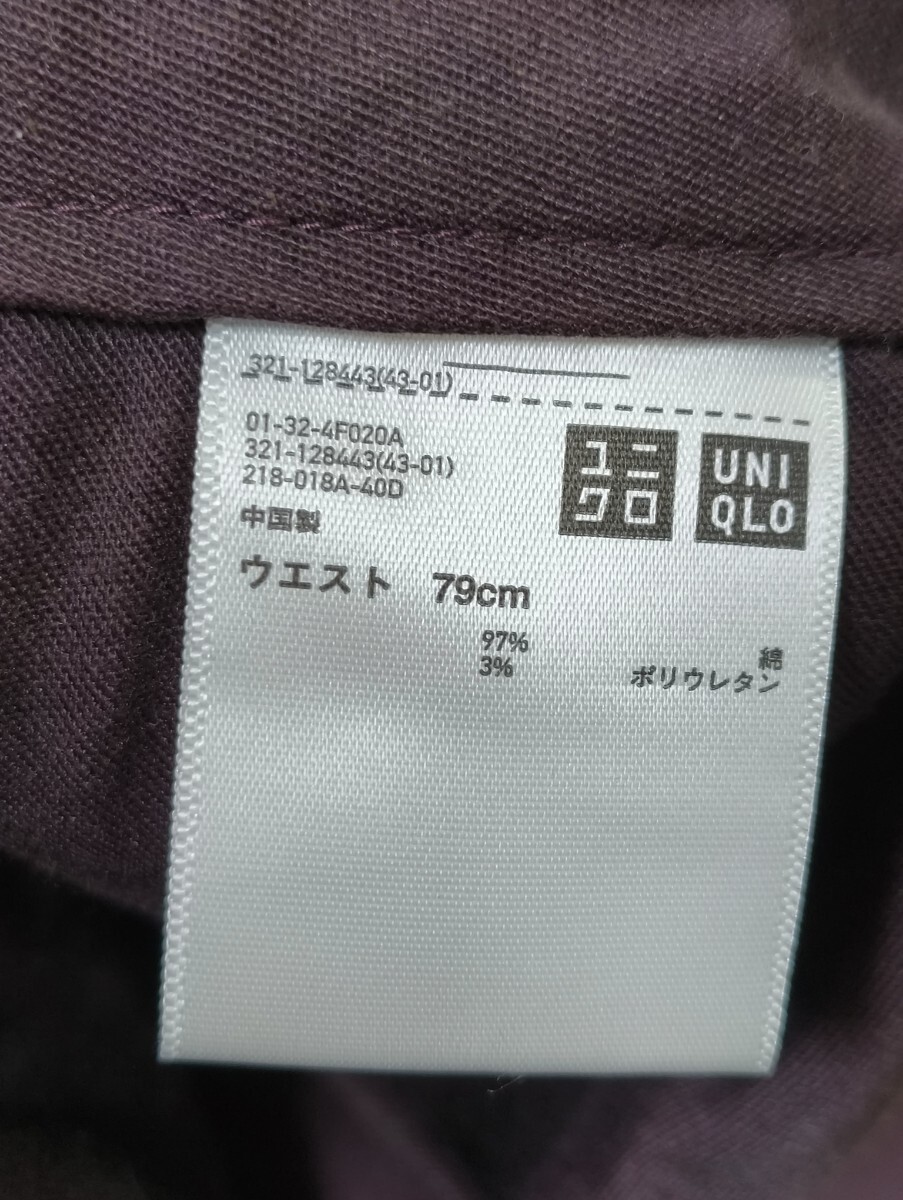 321-128443(43-01)
01-32-4F020A
321-128443(43-01)
218-018A-40D
中国製
ユニ
クロ
UNI
QLO
ウエスト 79cm
97% 綿
3% ポリウレタン